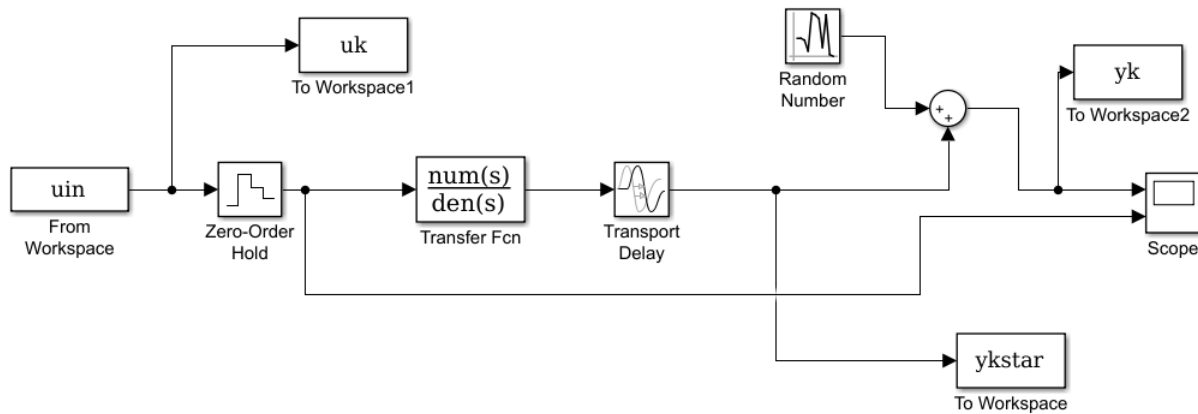 uk
To Workspace1
Random
Number
+
+
yk
To Workspace2
uin
From
Workspace
Zero-Order
Hold
num(s)
den(s)
Transfer Fcn
Transport
Delay
Scope
ykstar
To Workspace